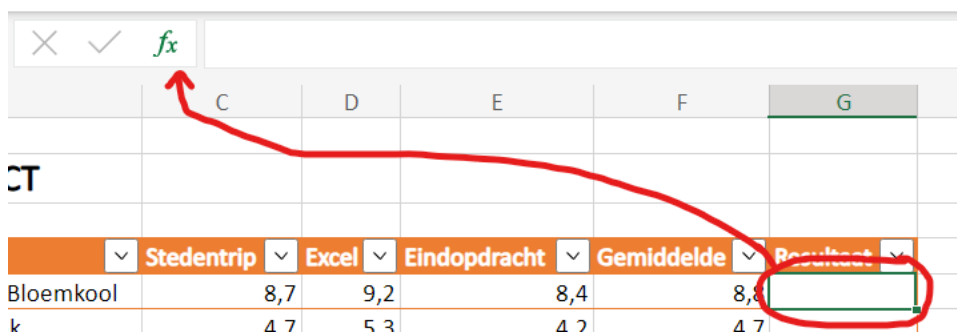 fx
C D E F G
CT
Stedentrip Excel Eindopdracht Gemiddelde Resultaat
Bloemkool 8,7 9,2 8,4 8,8
k 4,7 5,3 4,2 4,7